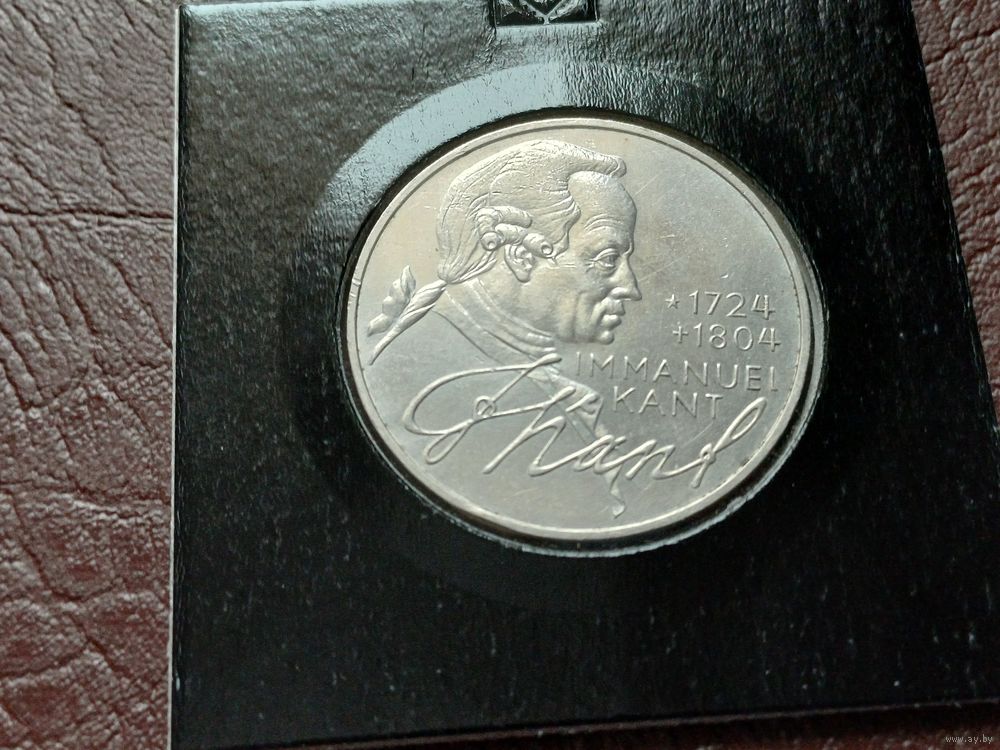 *1724
+1804
IMMANUEL
KANT
Kant
www.ay.by